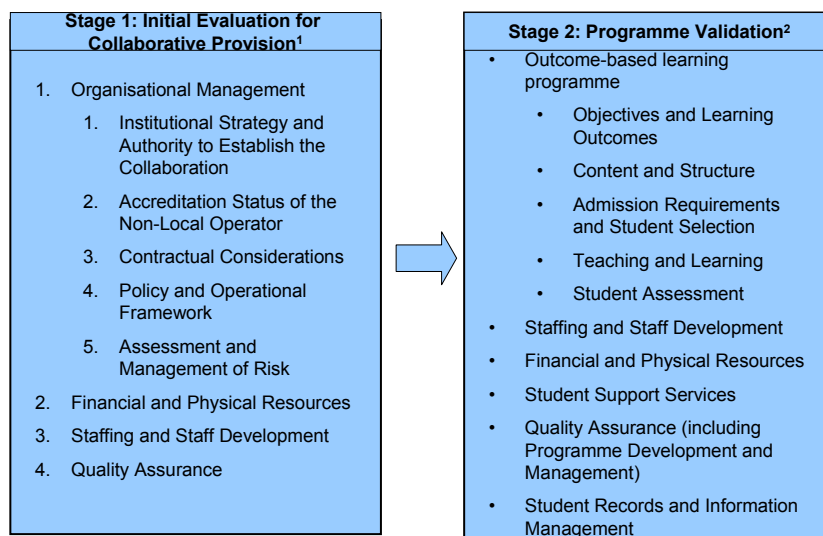 Stage 1: Initial Evaluation for
Collaborative Provision¹
1. Organisational Management
1. Institutional Strategy and
Authority to Establish the
Collaboration
2. Accreditation Status of the
Non-Local Operator
3. Contractual Considerations
4. Policy and Operational
Framework
5. Assessment and
Management of Risk
2. Financial and Physical Resources
3. Staffing and Staff Development
4. Quality Assurance
Stage 2: Programme Validation²
• Outcome-based learning
programme
• Objectives and Learning
Outcomes
• Content and Structure
• Admission Requirements
and Student Selection
• Teaching and Learning
• Student Assessment
• Staffing and Staff Development
• Financial and Physical Resources
• Student Support Services
• Quality Assurance (including
Programme Development and
Management)
• Student Records and Information
Management